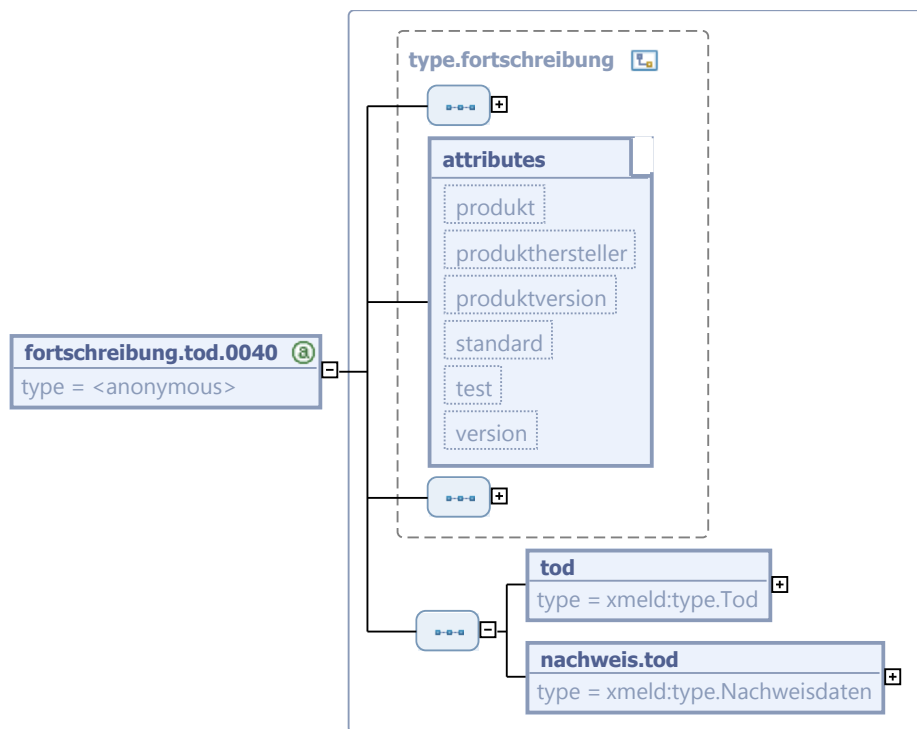 type.fortschreibung
attributes
produkt
produkthersteller
produktversion
standard
test
version
fortschreibung.tod.0040 a
type = <anonymous>
tod
type = xmeld:type.Tod
nachweis.tod
type = xmeld:type.Nachweisdaten